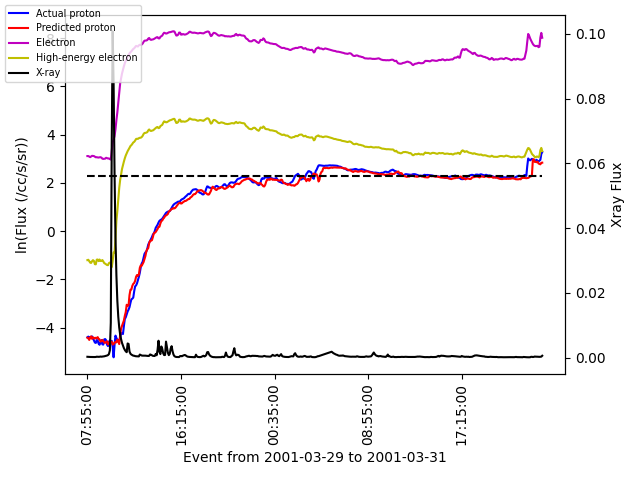 Actual proton
Predicted proton
Electron
High-energy electron
X-ray
8
6
4
2
0
−2
−4
ln(Flux (/cc/s/sr))
0.10
0.08
0.06
0.04
0.02
0.00
Xray Flux
07:55:00
16:15:00
00:35:00
08:55:00
17:15:00
Event from 2001-03-29 to 2001-03-31